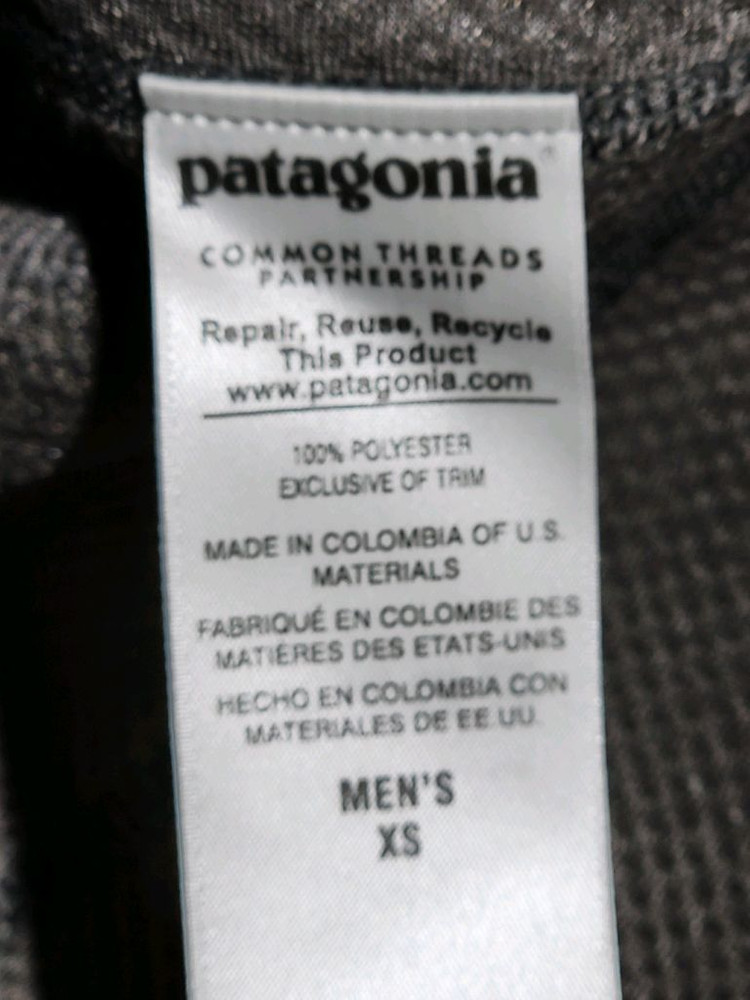 patagonia®
COMMON THREADS
PARTNERSHIP
Repair, Reuse, Recycle
This Product
www.patagonia.com
100% POLYESTER
EXCLUSIVE OF TRIM
MADE IN COLOMBIA OF U.S.
MATERIALS
FABRIQUÉ EN COLOMBIE DES
MATIÈRES DES ETATS-UNIS
HECHO EN COLOMBIA CON
MATERIALES DE EE.UU.
MEN'S
XS